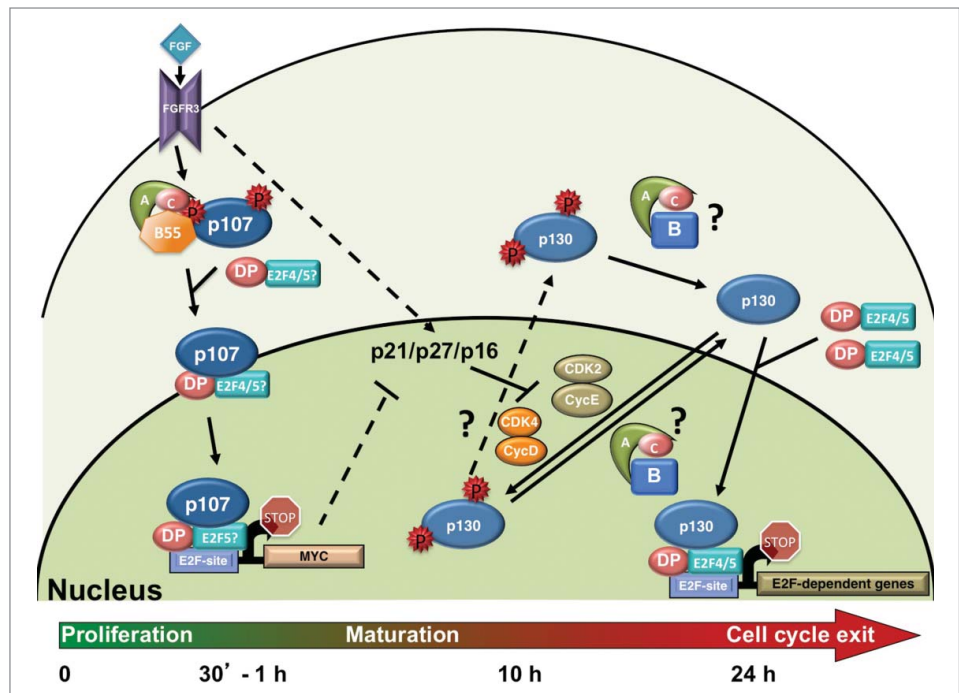 FGF
FGFR3
A
C
P
P
B55
p107
DP
E2F4/5?
p107
DP
E2F4/5?
p107
DP
E2F5?
E2F-site
STOP
MYC
p21/p27/p16
CDK2
CycE
?
CDK4
CycD
P
p130
P
P
P
p130
A
C
B
?
p130
DP
E2F4/5
DP
E2F4/5
A
C
B
?
p130
DP
E2F4/5
E2F-site
STOP
E2F-dependent genes
Nucleus
Proliferation Maturation Cell cycle exit
0 30' - 1 h 10 h 24 h